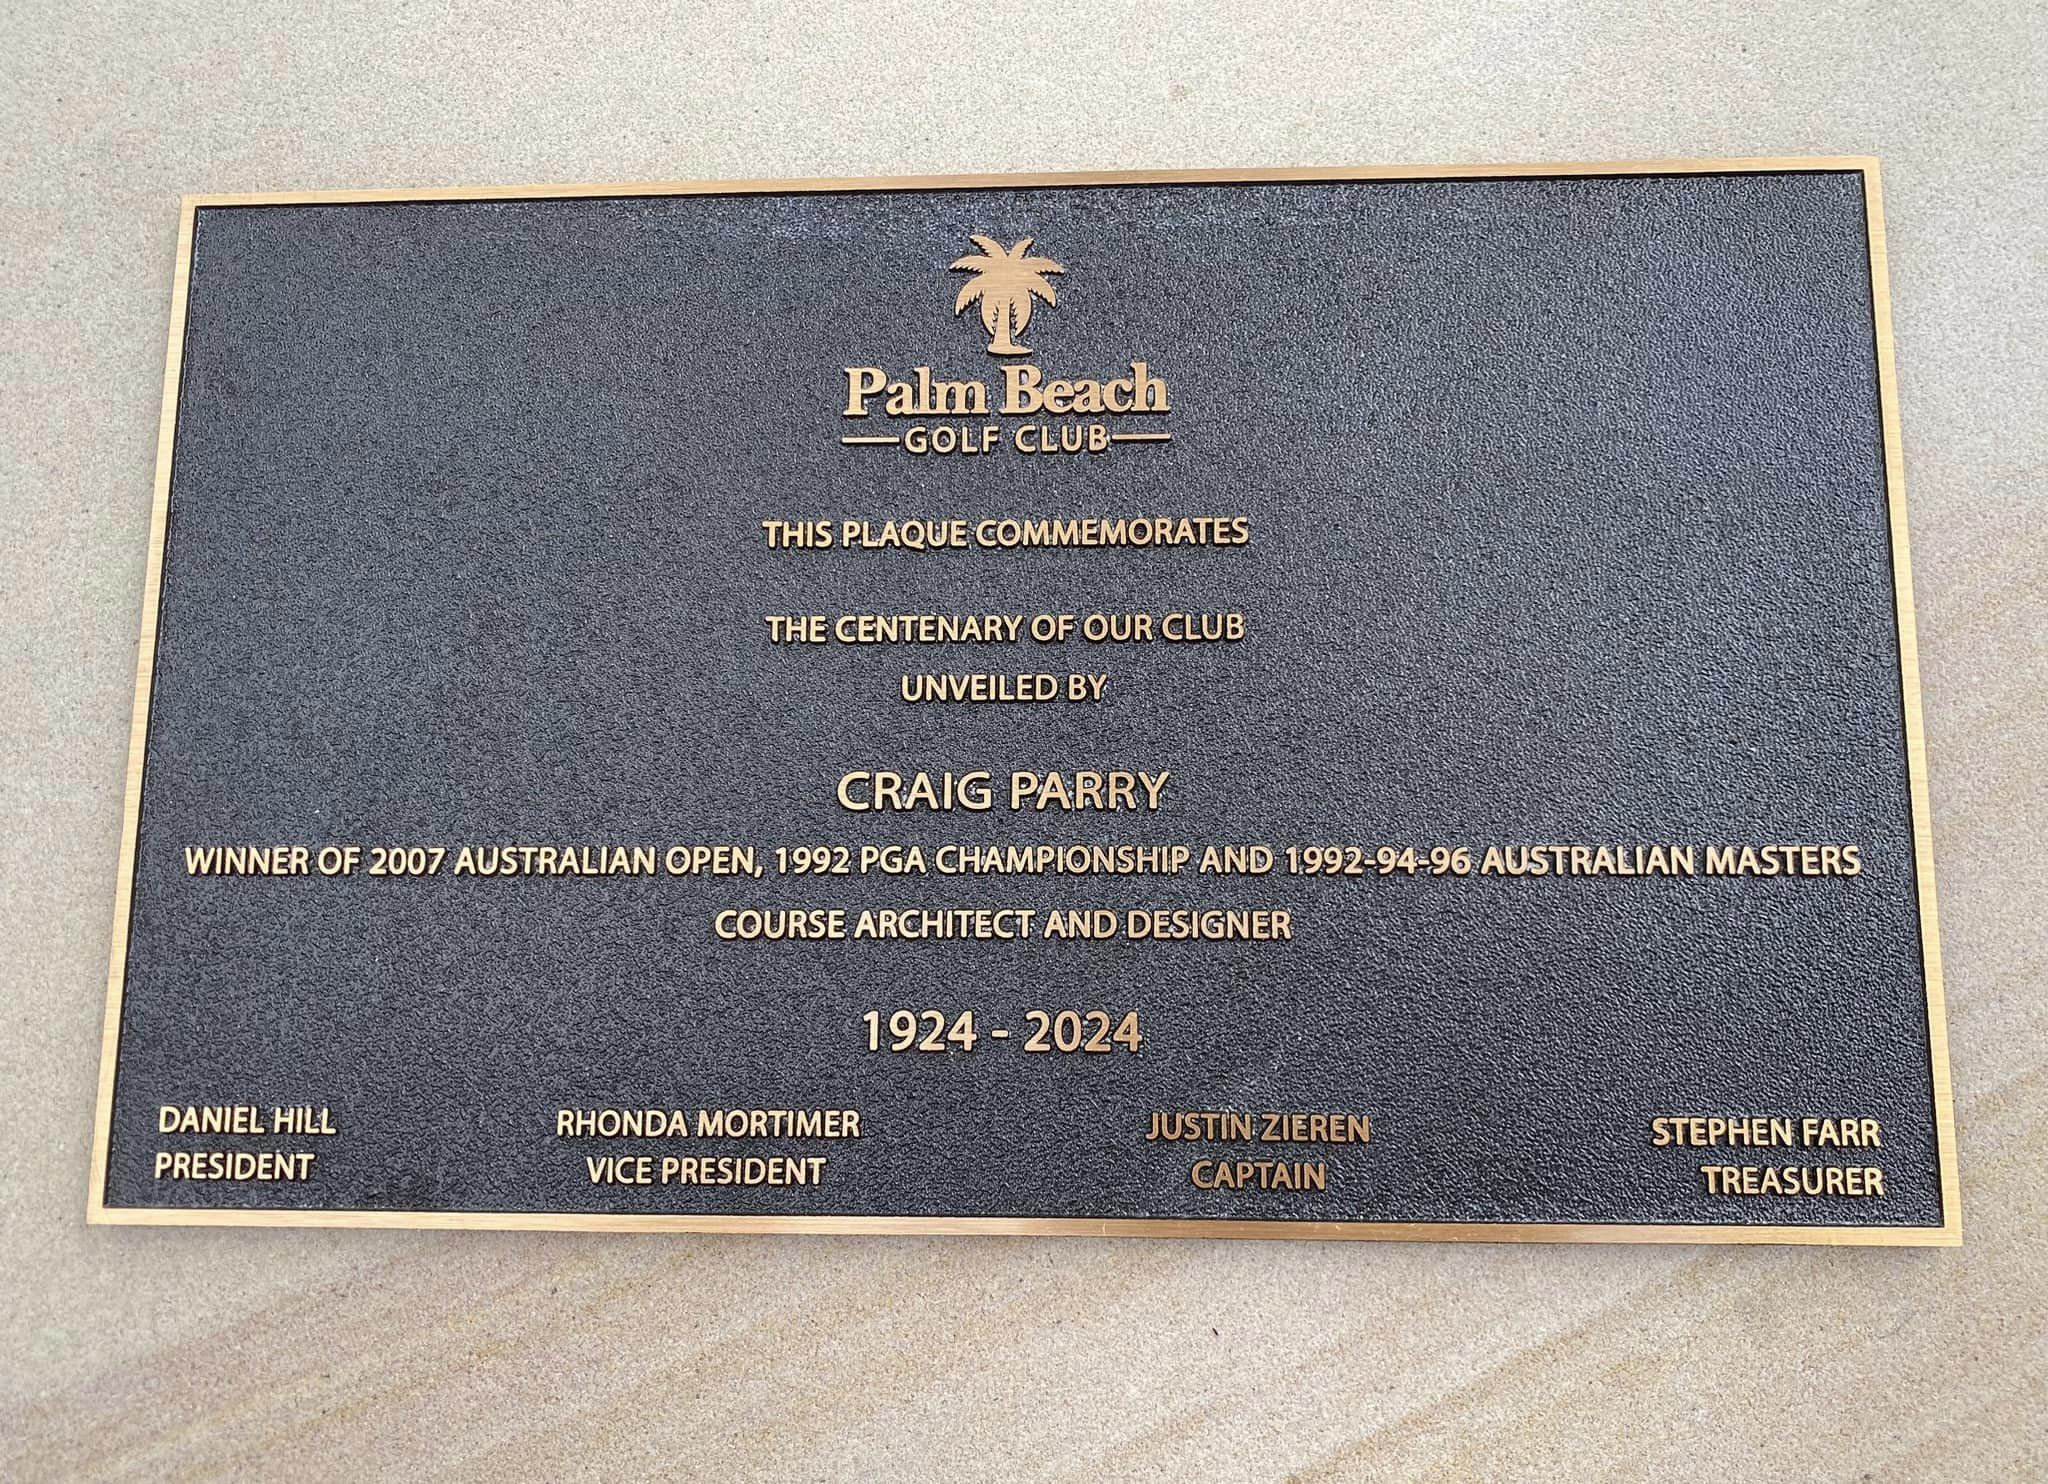 Palm Beach
GOLF CLUB
THIS PLAQUE COMMEMORATES
THE CENTENARY OF OUR CLUB
UNVEILED BY
CRAIG PARRY
WINNER OF 2007 AUSTRALIAN OPEN, 1992 PGA CHAMPIONSHIP AND 1992-94-96 AUSTRALIAN MASTERS
COURSE ARCHITECT AND DESIGNER
1924 - 2024
DANIEL HILL
PRESIDENT
RHONDA MORTIMER
VICE PRESIDENT
JUSTIN ZIEREN
CAPTAIN
STEPHEN FARR
TREASURER